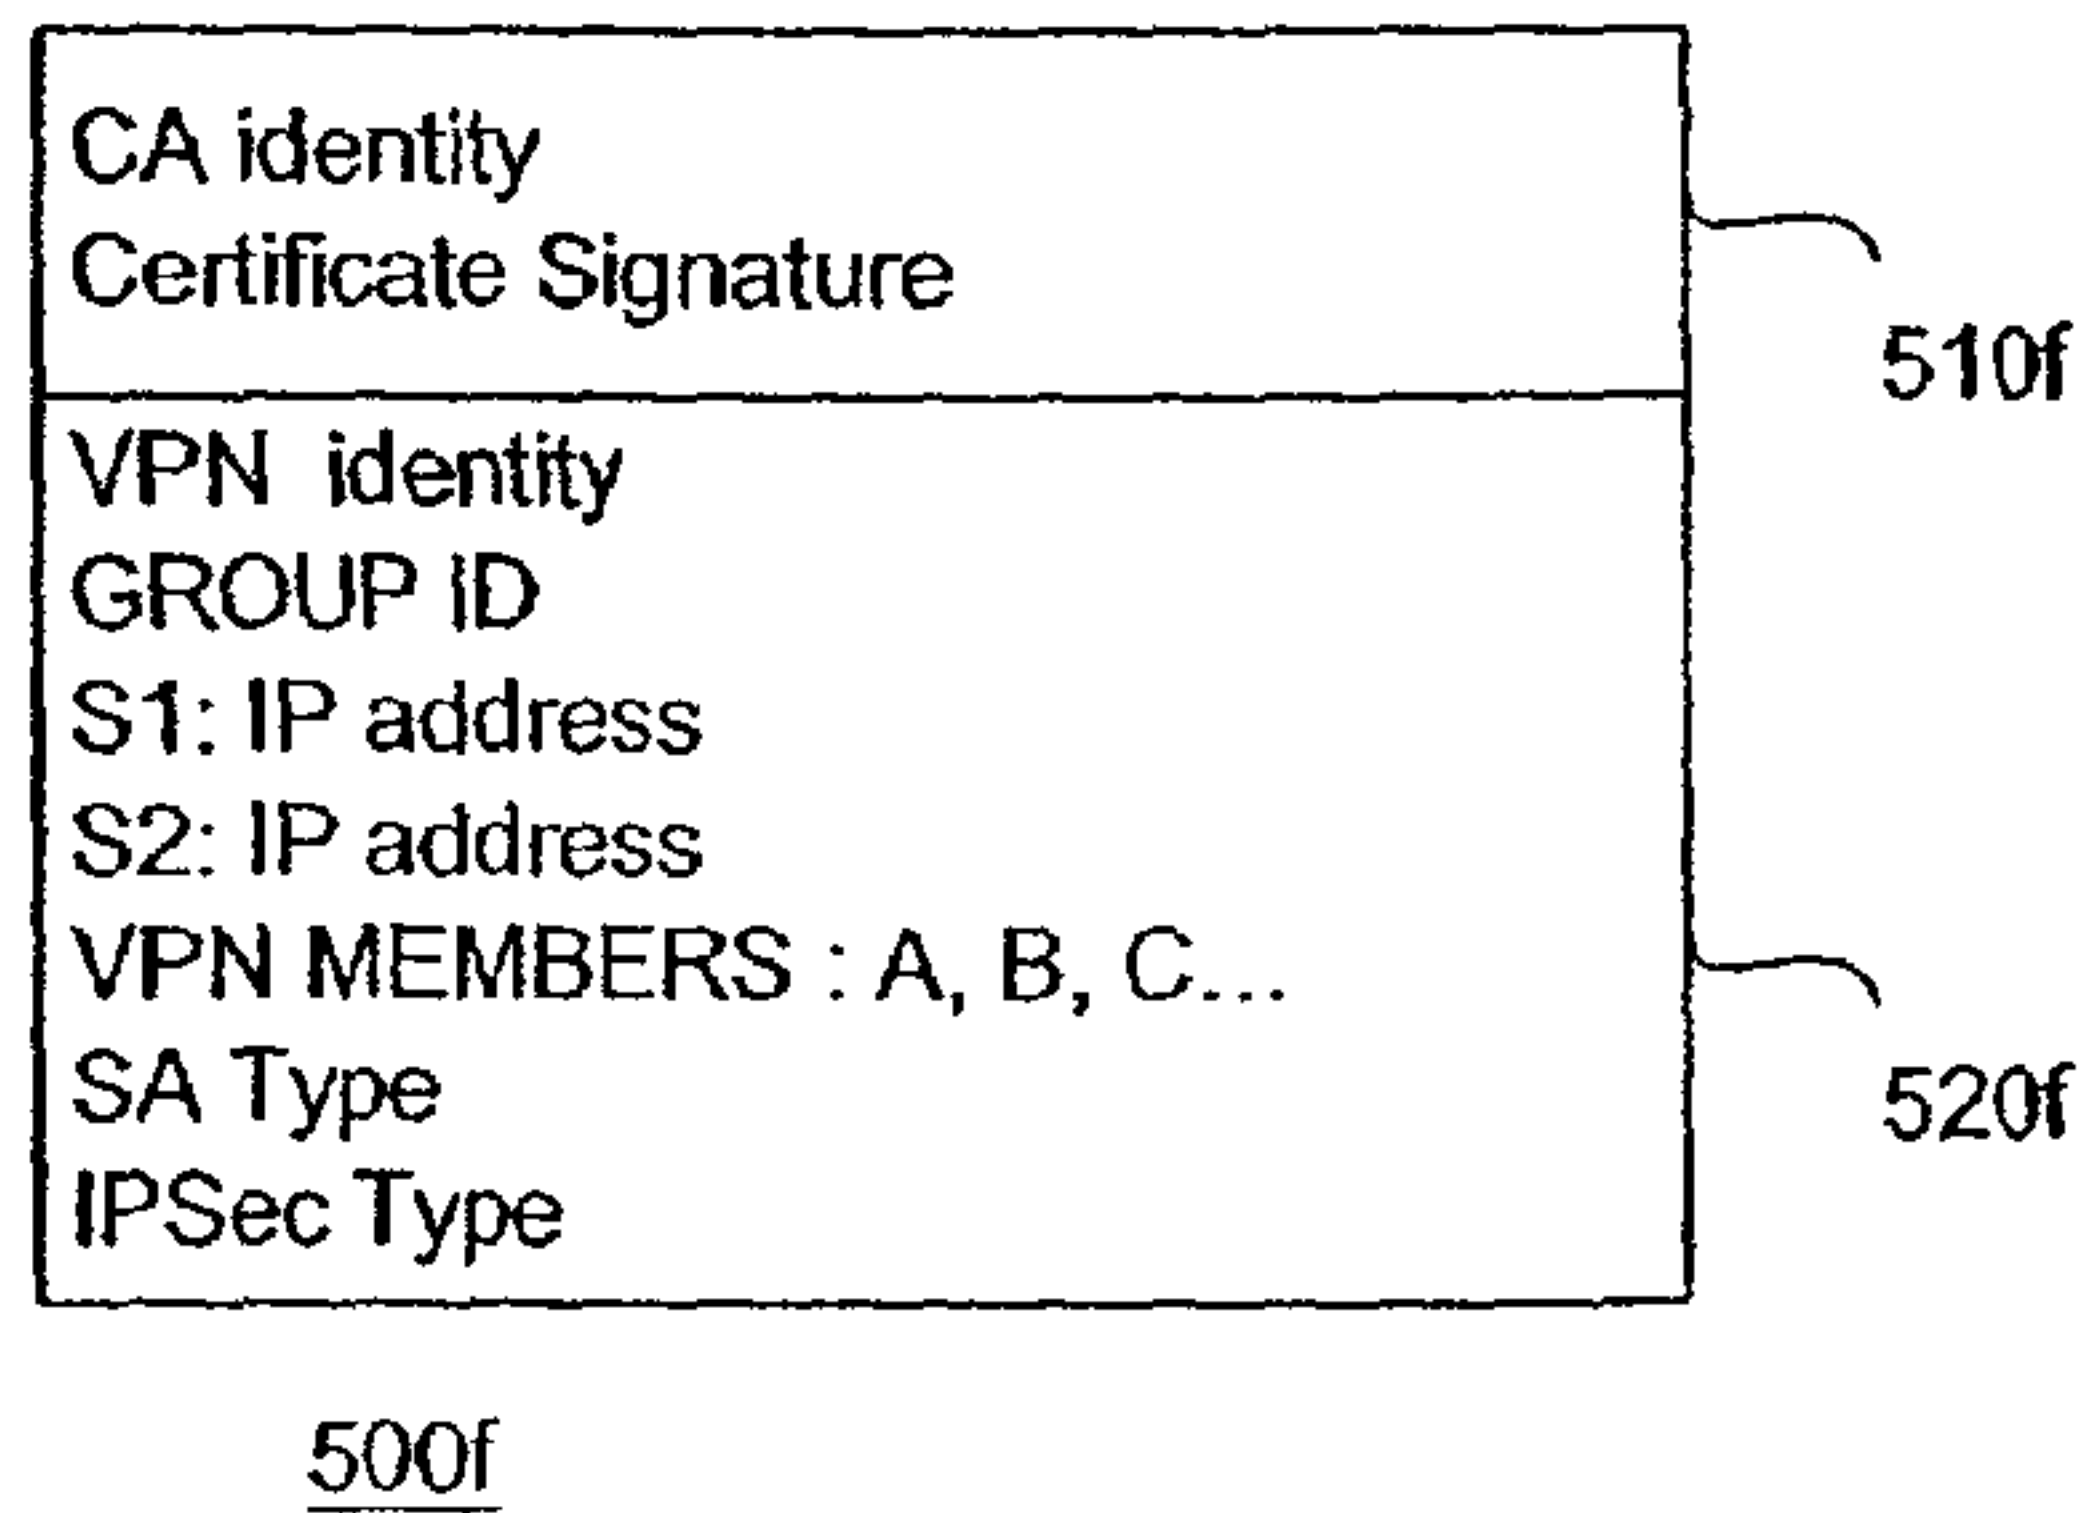 CA identity
Certificate Signature
510f
VPN identity
GROUP ID
S1: IP address
S2: IP address
VPN MEMBERS : A, B, C...
SA Type
IPSec Type
520f
500f